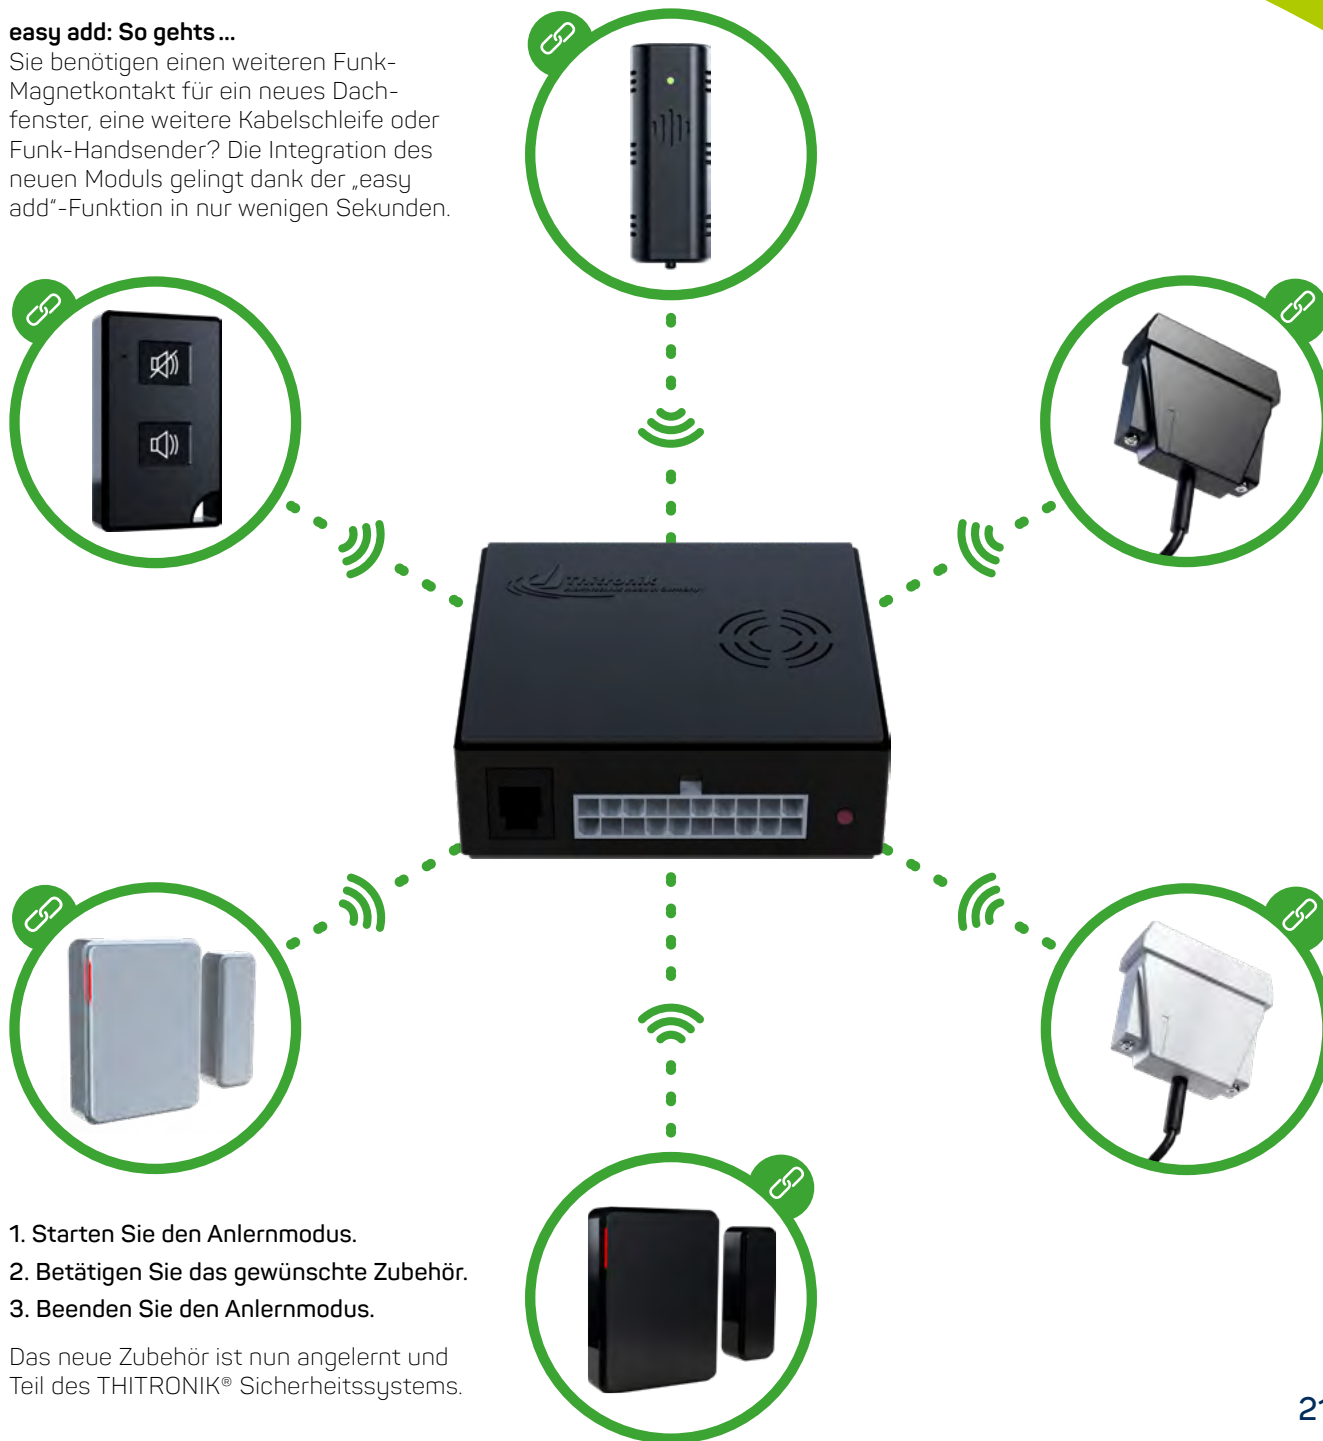 easy add: So gehts ...
Sie benötigen einen weiteren Funk-
Magnetkontakt für ein neues Dach-
fenster, eine weitere Kabelschleife oder
Funk-Handsender? Die Integration des
neuen Moduls gelingt dank der „easy
add“-Funktion in nur wenigen Sekunden.
Thitronik
1. Starten Sie den Anlernmodus.
2. Betätigen Sie das gewünschte Zubehör.
3. Beenden Sie den Anlernmodus.
Das neue Zubehör ist nun angelernt und
Teil des THITRONIK® Sicherheitssystems.
21